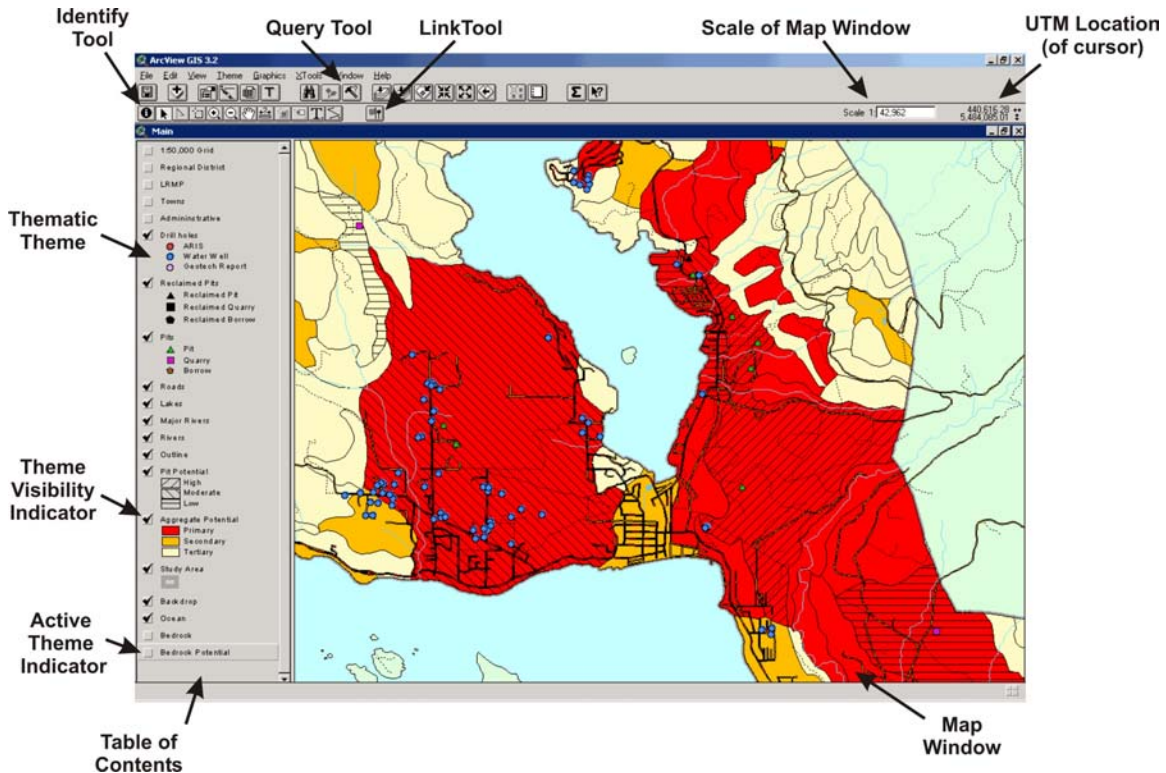 Identify
Tool
Query Tool
LinkTool
Scale of Map Window
UTM Location
(of cursor)
ArcView GIS 3.2
File Edit View Theme Graphics XTools Window Help
Scale 1: 42,962
440,616.28
5,484,085.01
Main
1:50,000 Grid
Regional District
LRMP
Towns
Admininstrative
Drill holes
ARIS
Water Well
Geotech Report
Reclaimed Pits
Reclaimed Pit
Reclaimed Quarry
Reclaimed Borrow
Pits
Pit
Quarry
Borrow
Roads
Lakes
Major Rivers
Rivers
Outline
Pit Potential
High
Moderate
Low
Aggregate Potential
Primary
Secondary
Tertiary
Study Area
Backdrop
Ocean
Bedrock
Bedrock Potential
Thematic
Theme
Theme
Visibility
Indicator
Active
Theme
Indicator
Table of
Contents
Map
Window